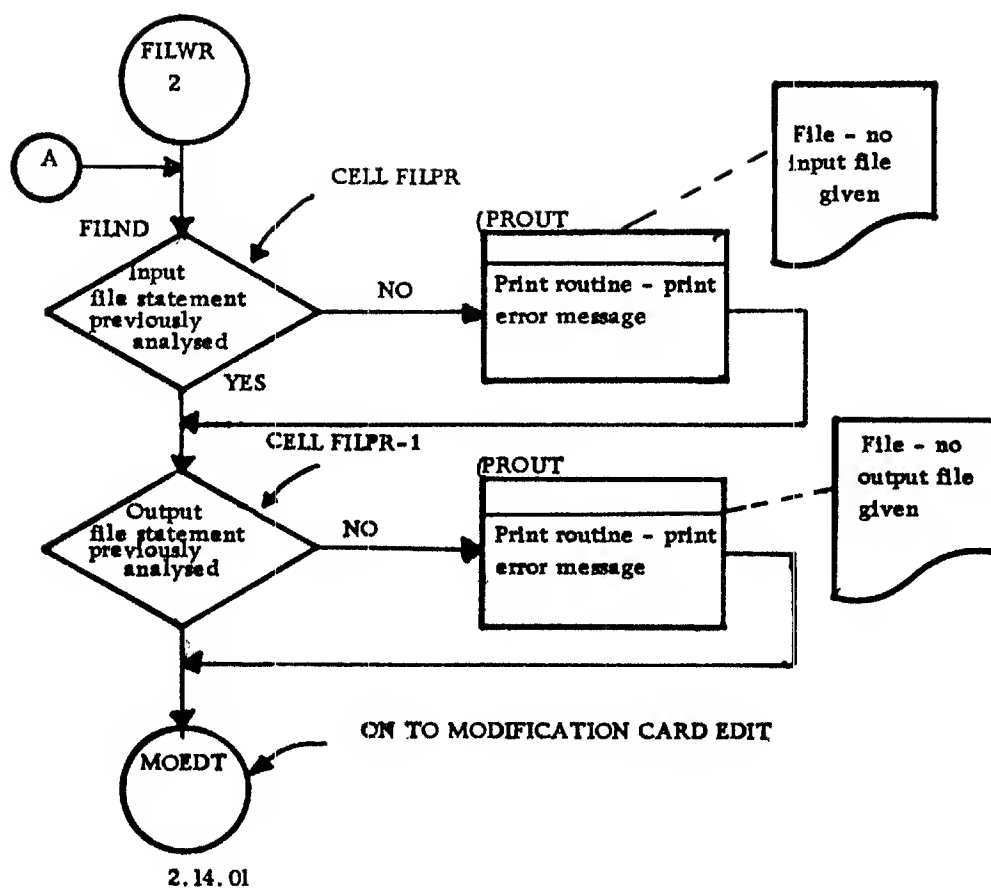 FILWR
2
A
CELL FILPR
FILND
Input
file statement
previously
analysed
NO
YES
(PROUT
Print routine - print
error message
File - no
input file
given
CELL FILPR-1
Output
file statement
previously
analysed
NO
(PROUT
Print routine - print
error message
File - no
output file
given
MOEDT
ON TO MODIFICATION CARD EDIT
2.14.01